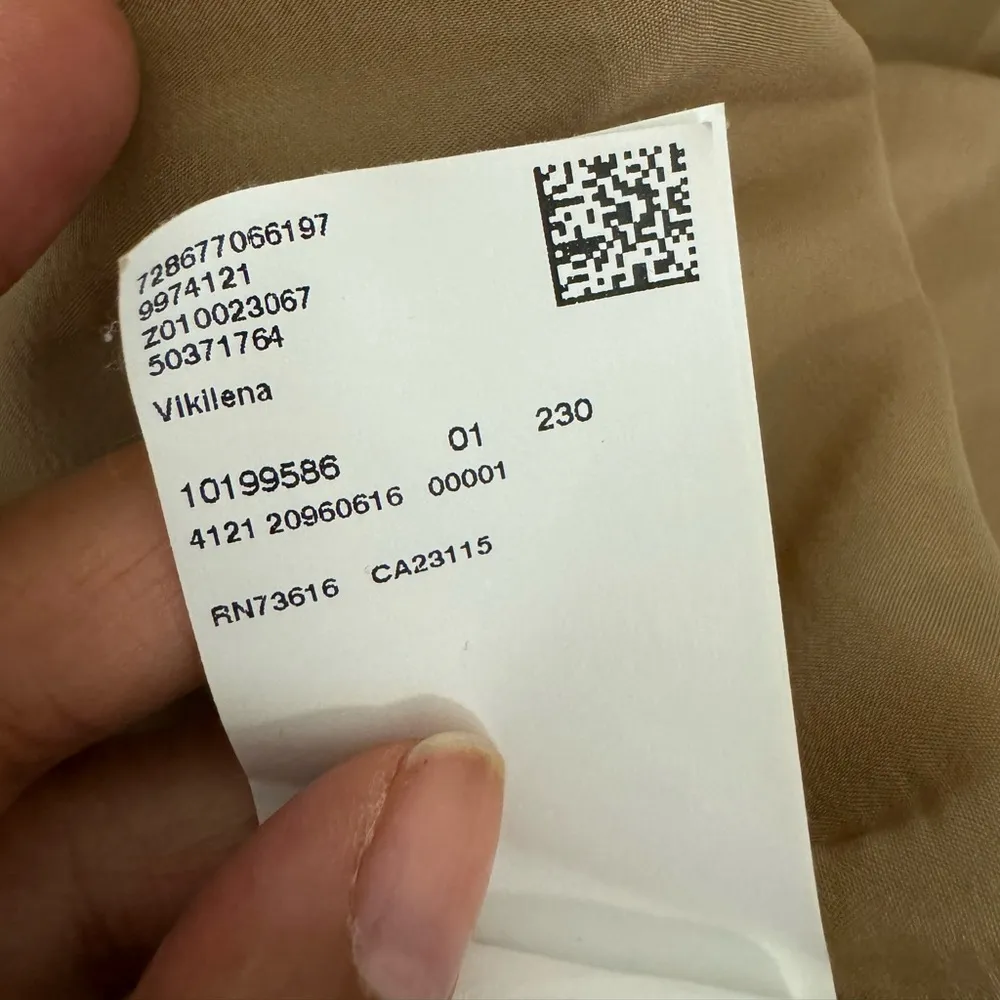 728677066197
9974121
Z010023067
50371764
Vikilena
10199586 01 230
4121 20960616 00001
RN73616 CA23115